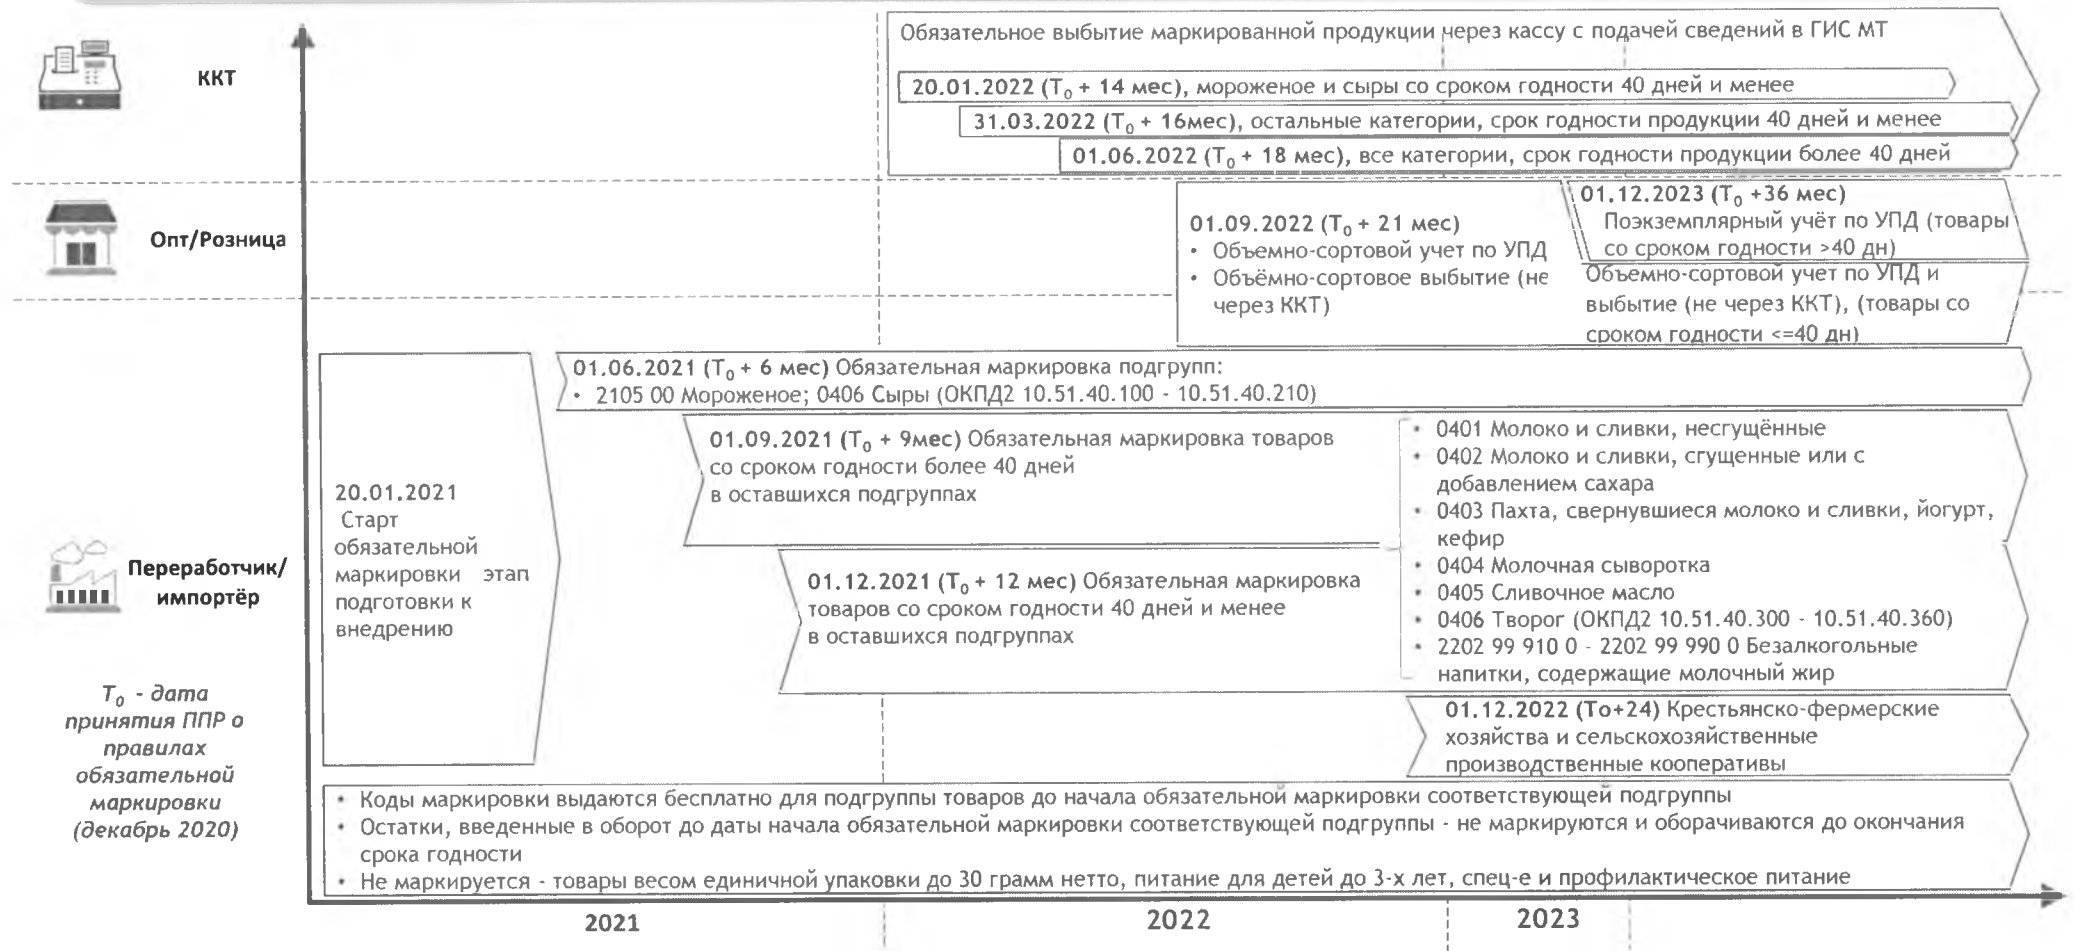 Обязательное выбытие маркированной продукции через кассу с подачей сведений в ГИС МТ
ККТ
20.01.2022 (T₀ + 14 мес), мороженое и сыры со сроком годности 40 дней и менее
31.03.2022 (T₀ + 16мес), остальные категории, срок годности продукции 40 дней и менее
01.06.2022 (T₀ + 18 мес), все категории, срок годности продукции более 40 дней
Опт/Розница
01.09.2022 (T₀ + 21 мес)
• Объемно-сортовой учет по УПД
• Объёмно-сортовое выбытие (не
через ККТ)
01.12.2023 (T₀ +36 мес)
Поэкземплярный учёт по УПД (товары
со сроком годности >40 дн)
Объемно-сортовой учет по УПД и
выбытие (не через ККТ), (товары со
сроком годности <=40 дн)
Переработчик/
импортёр
20.01.2021
Старт
обязательной
маркировки этап
подготовки к
внедрению
01.06.2021 (T₀ + 6 мес) Обязательная маркировка подгрупп:
• 2105 00 Мороженое; 0406 Сыры (ОКПД2 10.51.40.100 - 10.51.40.210)
01.09.2021 (T₀ + 9мес) Обязательная маркировка товаров
со сроком годности более 40 дней
в оставшихся подгруппах
01.12.2021 (T₀ + 12 мес) Обязательная маркировка
товаров со сроком годности 40 дней и менее
в оставшихся подгруппах
• 0401 Молоко и сливки, несгущённые
• 0402 Молоко и сливки, сгущенные или с
добавлением сахара
• 0403 Пахта, свернувшиеся молоко и сливки, йогурт,
кефир
• 0404 Молочная сыворотка
• 0405 Сливочное масло
• 0406 Творог (ОКПД2 10.51.40.300 - 10.51.40.360)
• 2202 99 910 0 - 2202 99 990 0 Безалкогольные
напитки, содержащие молочный жир
01.12.2022 (То+24) Крестьянско-фермерские
хозяйства и сельскохозяйственные
производственные кооперативы
T₀ - дата
принятия ППР о
правилах
обязательной
маркировки
(декабрь 2020)
• Коды маркировки выдаются бесплатно для подгруппы товаров до начала обязательной маркировки соответствующей подгруппы
• Остатки, введенные в оборот до даты начала обязательной маркировки соответствующей подгруппы - не маркируются и оборачиваются до окончания
срока годности
• Не маркируется - товары весом единичной упаковки до 30 грамм нетто, питание для детей до 3-х лет, спец-е и профилактическое питание
2021
2022
2023